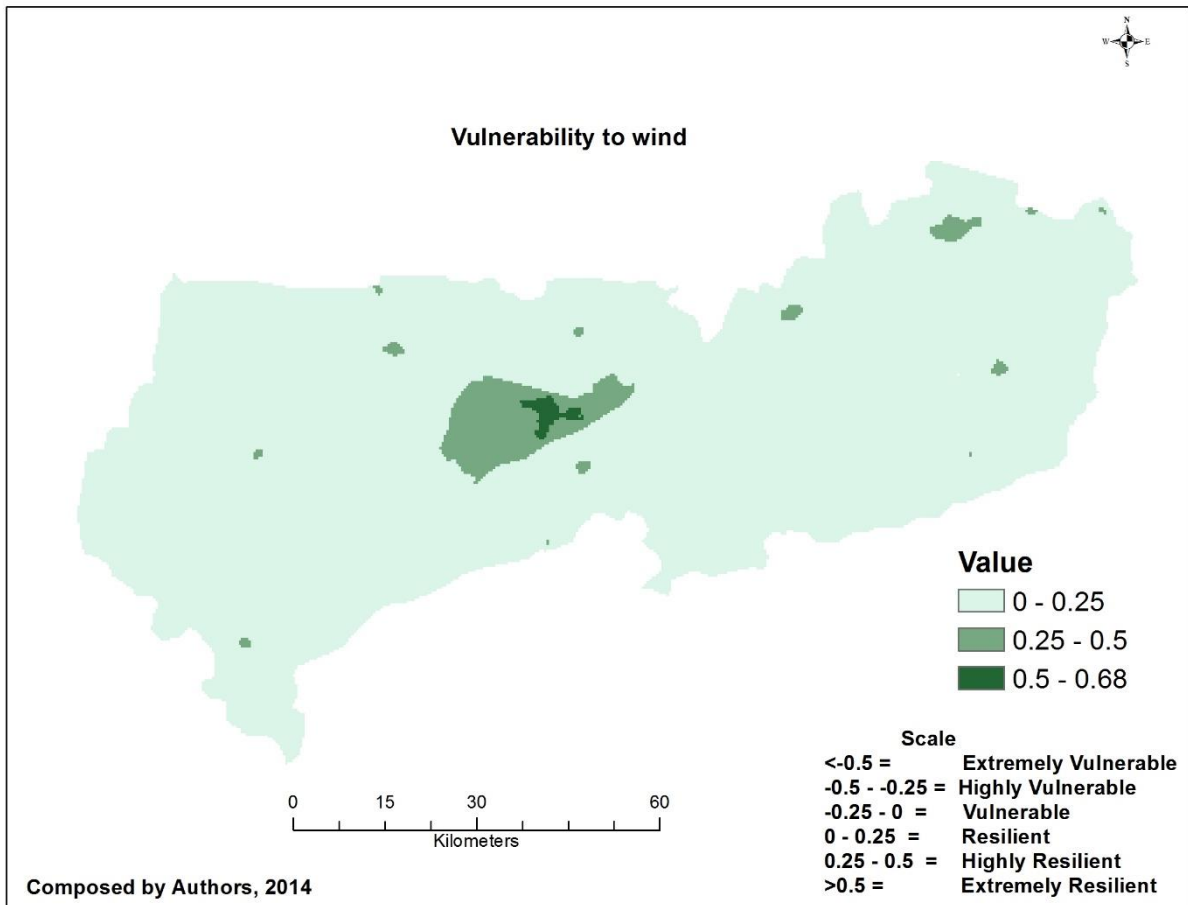 N
W E
S
Vulnerability to wind
Value
0 - 0.25
0.25 - 0.5
0.5 - 0.68
Scale
<-0.5 = Extremely Vulnerable
-0.5 - -0.25 = Highly Vulnerable
-0.25 - 0 = Vulnerable
0 - 0.25 = Resilient
0.25 - 0.5 = Highly Resilient
>0.5 = Extremely Resilient
0 15 30 60
Kilometers
Composed by Authors, 2014